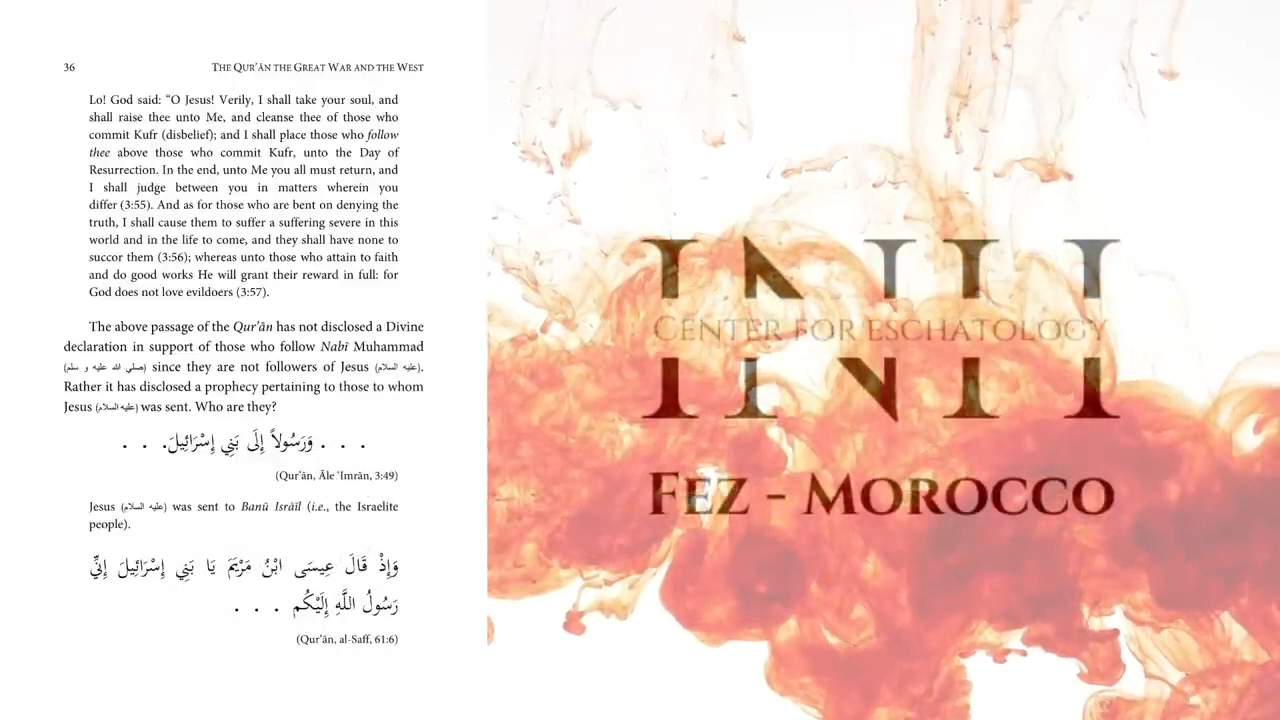 36 THE QUR’ĀN THE GREAT WAR AND THE WEST
Lo! God said: “O Jesus! Verily, I shall take your soul, and
shall raise thee unto Me, and cleanse thee of those who
commit Kufr (disbelief); and I shall place those who follow
thee above those who commit Kufr, unto the Day of
Resurrection. In the end, unto Me you all must return, and
I shall judge between you in matters wherein you
differ (3:55). And as for those who are bent on denying the
truth, I shall cause them to suffer a suffering severe in this
world and in the life to come, and they shall have none to
succor them (3:56); whereas unto those who attain to faith
and do good works He will grant their reward in full: for
God does not love evildoers (3:57).
The above passage of the Qur’ān has not disclosed a Divine
declaration in support of those who follow Nabī Muhammad
(صلي الله عليه و سلم) since they are not followers of Jesus (عليه السلام).
Rather it has disclosed a prophecy pertaining to those to whom
Jesus (عليه السلام) was sent. Who are they?
. . . وَرَسُولاً إِلَى بَنِي إِسْرَائِيلَ. . .
(Qur’ān, Āle ‘Imrān, 3:49)
Jesus (عليه السلام) was sent to Banū Isrāīl (i.e., the Israelite
people).
وَإِذْ قَالَ عِيسَى ابْنُ مَرْيَمَ يَا بَنِي إِسْرَائِيلَ إِنِّي
رَسُولُ اللَّهِ إِلَيْكُم . . .
(Qur’ān, al-Saff, 61:6)
INH
CENTER FOR ESCHATOLOGY
FEZ - MOROCCO